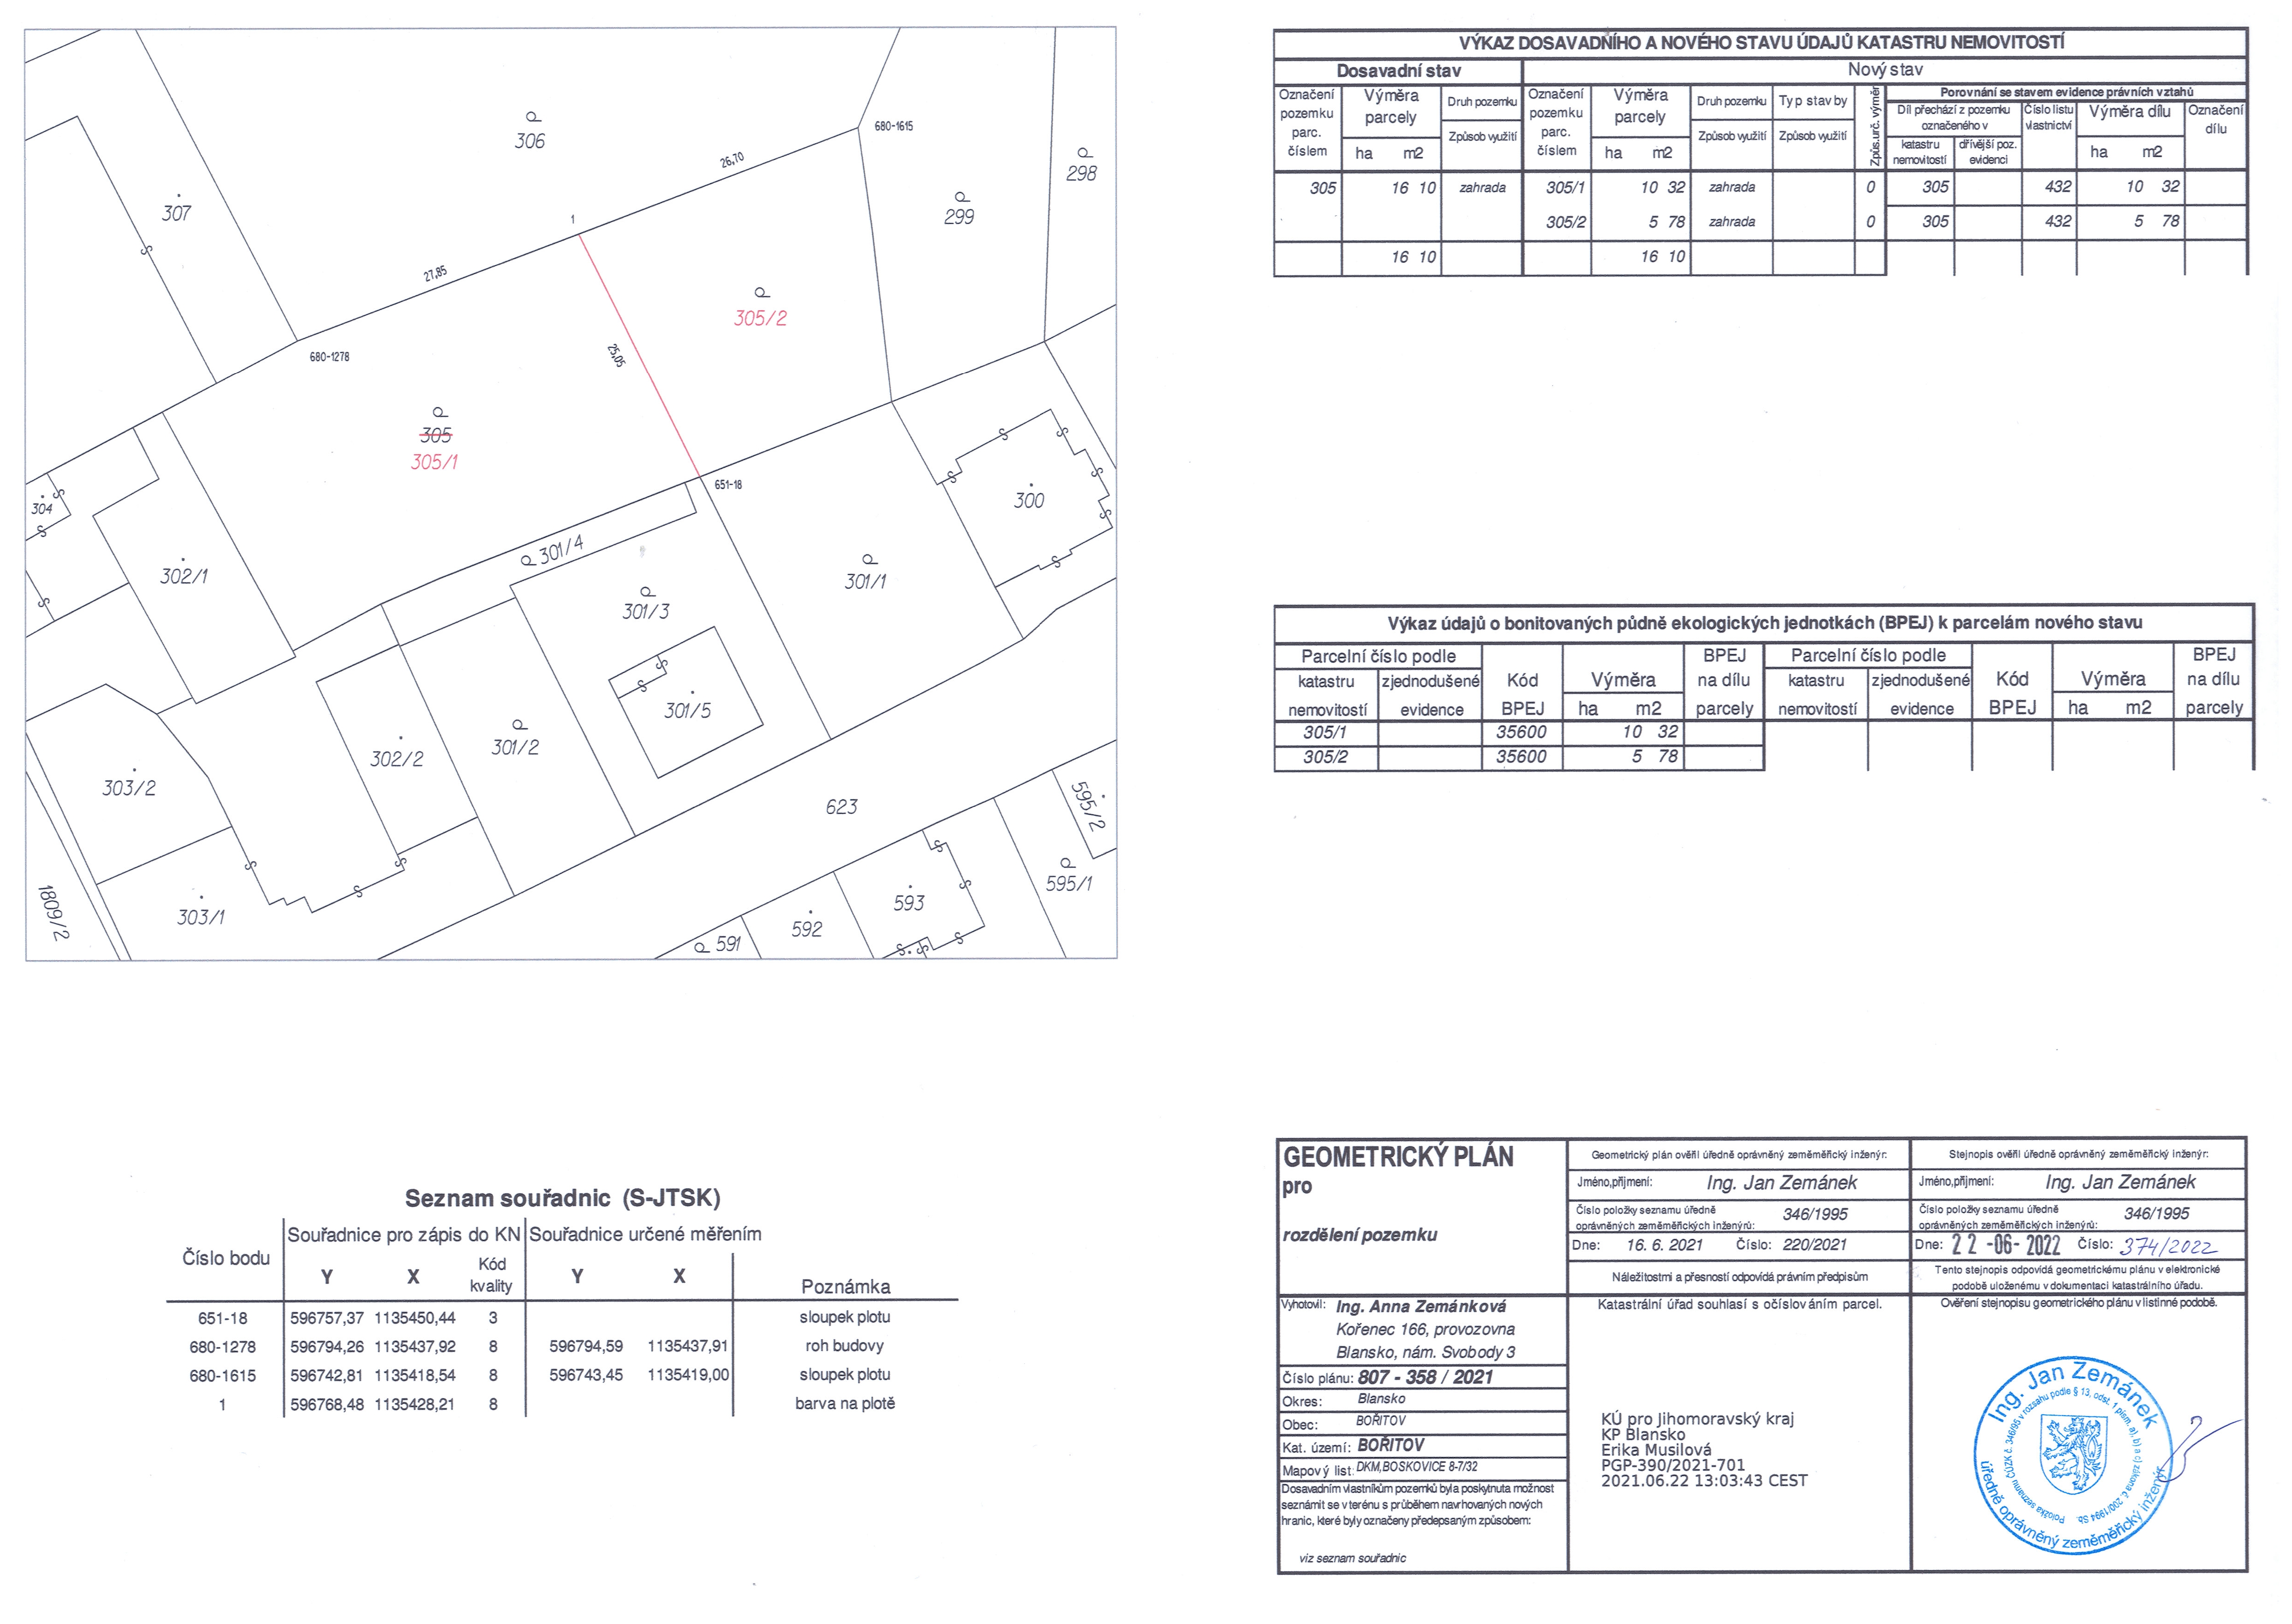 306
680-1615
298
26,70
307
299
1
27,85
305/2
680-1278
25,05
305
305/1
651-18
304
300
301/4
302/1
301/1
301/3
301/5
301/2
302/2
303/2
623
595/2
595/1
1809/2
303/1
593
592
591
VÝKAZ DOSAVADNÍHO A NOVÉHO STAVU ÚDAJŮ KATASTRU NEMOVITOSTÍ
Dosavadní stav Nový stav
Označení pozemku parc. číslem
Výměra parcely
ha m2
Druh pozemku
Způsob využití
Označení pozemku parc. číslem
Výměra parcely
ha m2
Druh pozemku
Způsob využití
Typ stavby
Způsob využití
Způs. urč. výměr
Porovnání se stavem evidence právních vztahů
Díl přechází z pozemku označeného v
katastru nemovitostí
dřívější poz. evidenci
Číslo listu vlastnictví
Výměra dílu
ha m2
Označení dílu
305 16 10 zahrada 305/1 10 32 zahrada 0 305 432 10 32
305/2 5 78 zahrada 0 305 432 5 78
16 10 16 10
Výkaz údajů o bonitovaných půdně ekologických jednotkách (BPEJ) k parcelám nového stavu
Parcelní číslo podle
katastru nemovitostí
zjednodušené evidence
Kód BPEJ
Výměra
ha m2
BPEJ na dílu parcely
Parcelní číslo podle
katastru nemovitostí
zjednodušené evidence
Kód BPEJ
Výměra
ha m2
BPEJ na dílu parcely
305/1 35600 10 32
305/2 35600 5 78
Seznam souřadnic (S-JTSK)
Číslo bodu
Souřadnice pro zápis do KN
Y X Kód kvality
Souřadnice určené měřením
Y X
Poznámka
651-18 596757,37 1135450,44 3 sloupek plotu
680-1278 596794,26 1135437,92 8 596794,59 1135437,91 roh budovy
680-1615 596742,81 1135418,54 8 596743,45 1135419,00 sloupek plotu
1 596768,48 1135428,21 8 barva na plotě
GEOMETRICKÝ PLÁN
pro
rozdělení pozemku
Vyhotovil: Ing. Anna Zemánková
Kořenec 166, provozovna
Blansko, nám. Svobody 3
Číslo plánu: 807 - 358 / 2021
Okres: Blansko
Obec: BOŘITOV
Kat. území: BOŘITOV
Mapový list: DKM,BOSKOVICE 8-7/32
Dosavadním vlastníkům pozemků byla poskytnuta možnost
seznámit se v terénu s průběhem navrhovaných nových
hranic, které byly označeny předepsaným způsobem:
viz seznam souřadnic
Geometrický plán ověřil úředně oprávněný zeměměřický inženýr:
Jméno,příjmení: Ing. Jan Zemánek
Číslo položky seznamu úředně
oprávněných zeměměřických inženýrů: 346/1995
Dne: 16. 6. 2021 Číslo: 220/2021
Náležitostmi a přesností odpovídá právním předpisům
Katastrální úřad souhlasí s očíslováním parcel.
KÚ pro Jihomoravský kraj
KP Blansko
Erika Musilová
PGP-390/2021-701
2021.06.22 13:03:43 CEST
Stejnopis ověřil úředně oprávněný zeměměřický inženýr:
Jméno,příjmení: Ing. Jan Zemánek
Číslo položky seznamu úředně
oprávněných zeměměřických inženýrů: 346/1995
Dne: 22 -06- 2022 Číslo: 374/2022
Tento stejnopis odpovídá geometrickému plánu v elektronické
podobě uloženému v dokumentaci katastrálního úřadu.
Ověření stejnopisu geometrického plánu v listinné podobě.
Ing. Jan Zemánek
úředně oprávněný zeměměřický inženýr
Položka seznamu ČÚZK č. 346/95 v rozsahu podle § 13, odst. 1 písm. a), b) a c) zákona č. 200/1994 Sb.